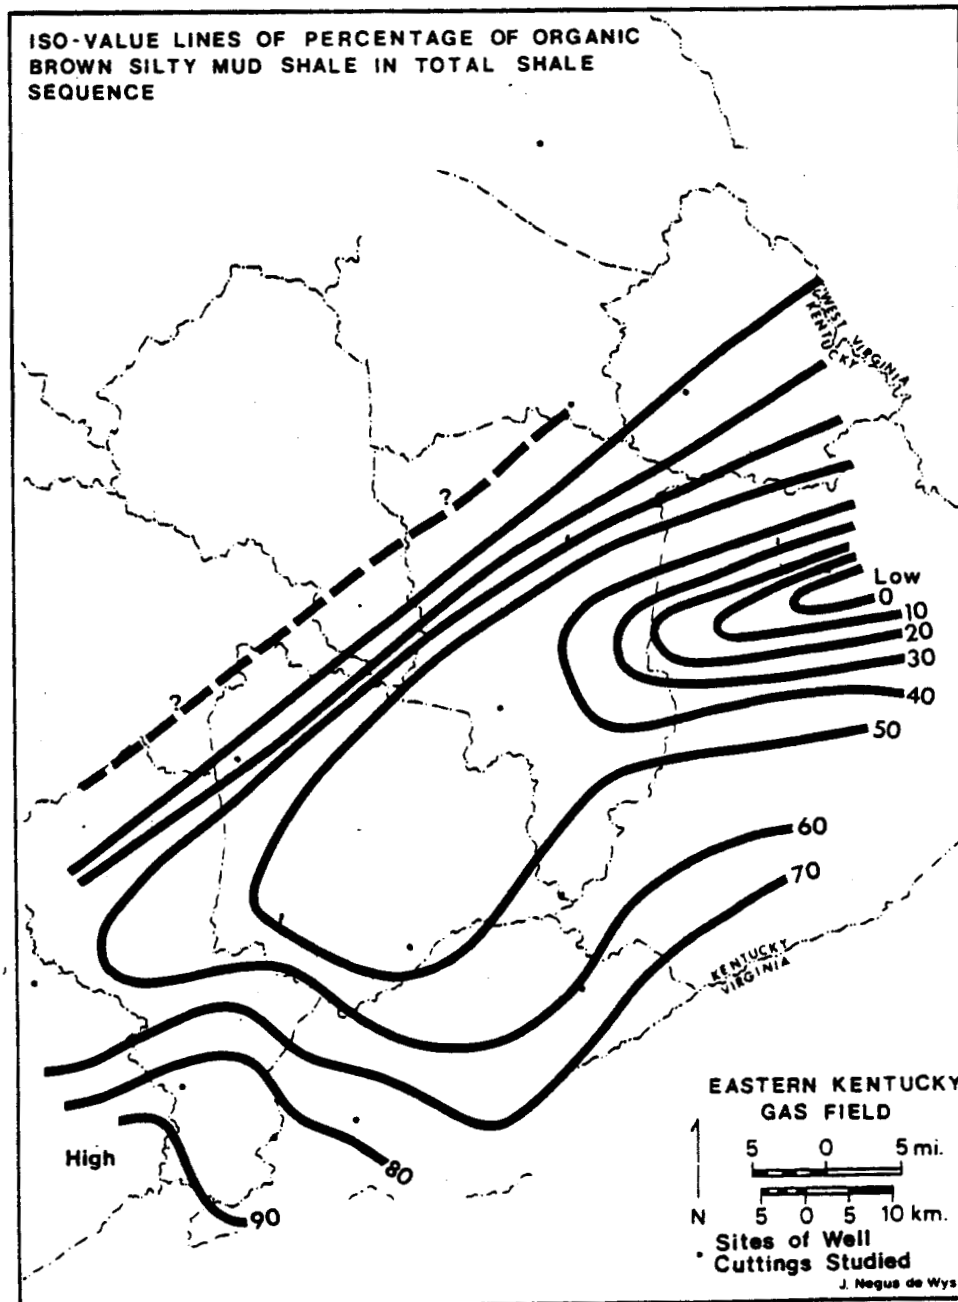 ISO-VALUE LINES OF PERCENTAGE OF ORGANIC
BROWN SILTY MUD SHALE IN TOTAL SHALE
SEQUENCE
WEST VIRGINIA
KENTUCKY
?
?
Low
0
10
20
30
40
50
60
70
KENTUCKY
VIRGINIA
80
High
90
EASTERN KENTUCKY
GAS FIELD
5 0 5 mi.
N
5 0 5 10 km.
Sites of Well
Cuttings Studied
J. Negus de Wys